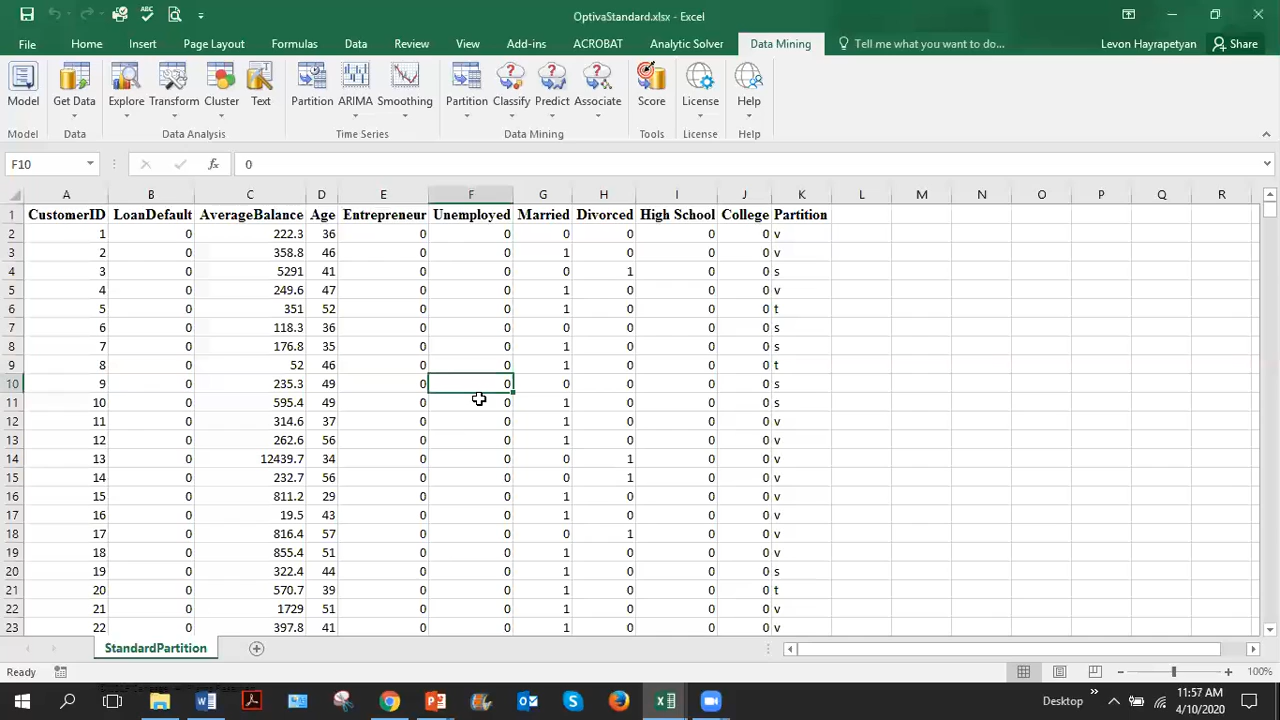 OptivaStandard.xlsx - Excel
File Home Insert Page Layout Formulas Data Review View Add-ins ACROBAT Analytic Solver Data Mining Tell me what you want to do... Levon Hayrapetyan Share
Model Get Data Explore Transform Cluster Text Partition ARIMA Smoothing Partition Classify Predict Associate Score License Help
Model Data Data Analysis Time Series Data Mining Tools License Help
F10 fx 0
A B C D E F G H I J K L M N O P Q R
1 CustomerID LoanDefault AverageBalance Age Entrepreneur Unemployed Married Divorced High School College Partition
2 1 0 222.3 36 0 0 0 0 0 0 v
3 2 0 358.8 46 0 0 1 0 0 0 v
4 3 0 5291 41 0 0 0 1 0 0 s
5 4 0 249.6 47 0 0 1 0 0 0 v
6 5 0 351 52 0 0 1 0 0 0 t
7 6 0 118.3 36 0 0 0 0 0 0 s
8 7 0 176.8 35 0 0 1 0 0 0 s
9 8 0 52 46 0 0 1 0 0 0 t
10 9 0 235.3 49 0 0 0 0 0 0 s
11 10 0 595.4 49 0 0 1 0 0 0 s
12 11 0 314.6 37 0 0 1 0 0 0 v
13 12 0 262.6 56 0 0 1 0 0 0 v
14 13 0 12439.7 34 0 0 0 1 0 0 v
15 14 0 232.7 56 0 0 0 1 0 0 v
16 15 0 811.2 29 0 0 1 0 0 0 v
17 16 0 19.5 43 0 0 1 0 0 0 v
18 17 0 816.4 57 0 0 0 1 0 0 v
19 18 0 855.4 51 0 0 1 0 0 0 v
20 19 0 322.4 44 0 0 1 0 0 0 s
21 20 0 570.7 39 0 0 1 0 0 0 t
22 21 0 1729 51 0 0 1 0 0 0 v
23 22 0 397.8 41 0 0 1 0 0 0 v
StandardPartition
Ready 100%
Desktop 11:57 AM
4/10/2020